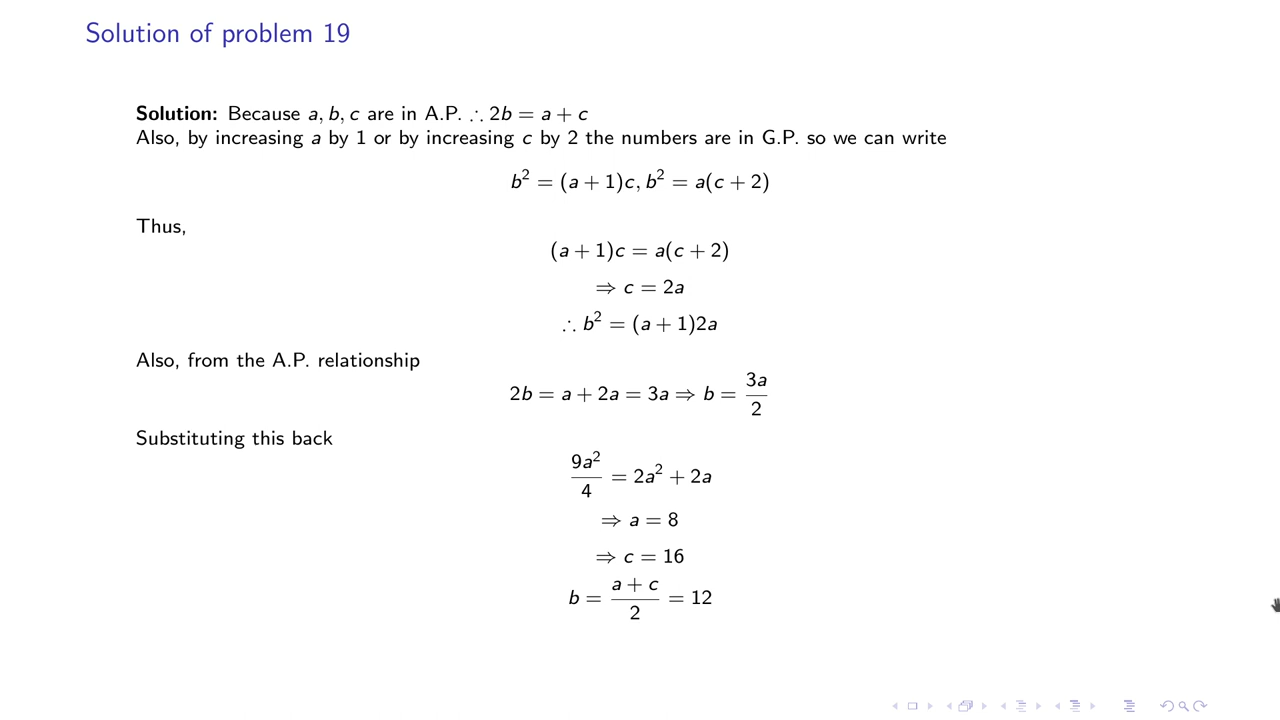 Solution of problem 19
Solution: Because a, b, c are in A.P. ∴ 2b = a + c
Also, by increasing a by 1 or by increasing c by 2 the numbers are in G.P. so we can write
b² = (a + 1)c, b² = a(c + 2)
Thus,
(a + 1)c = a(c + 2)
⇒ c = 2a
∴ b² = (a + 1)2a
Also, from the A.P. relationship
2b = a + 2a = 3a ⇒ b = 3a/2
Substituting this back
9a²/4 = 2a² + 2a
⇒ a = 8
⇒ c = 16
b = (a + c)/2 = 12